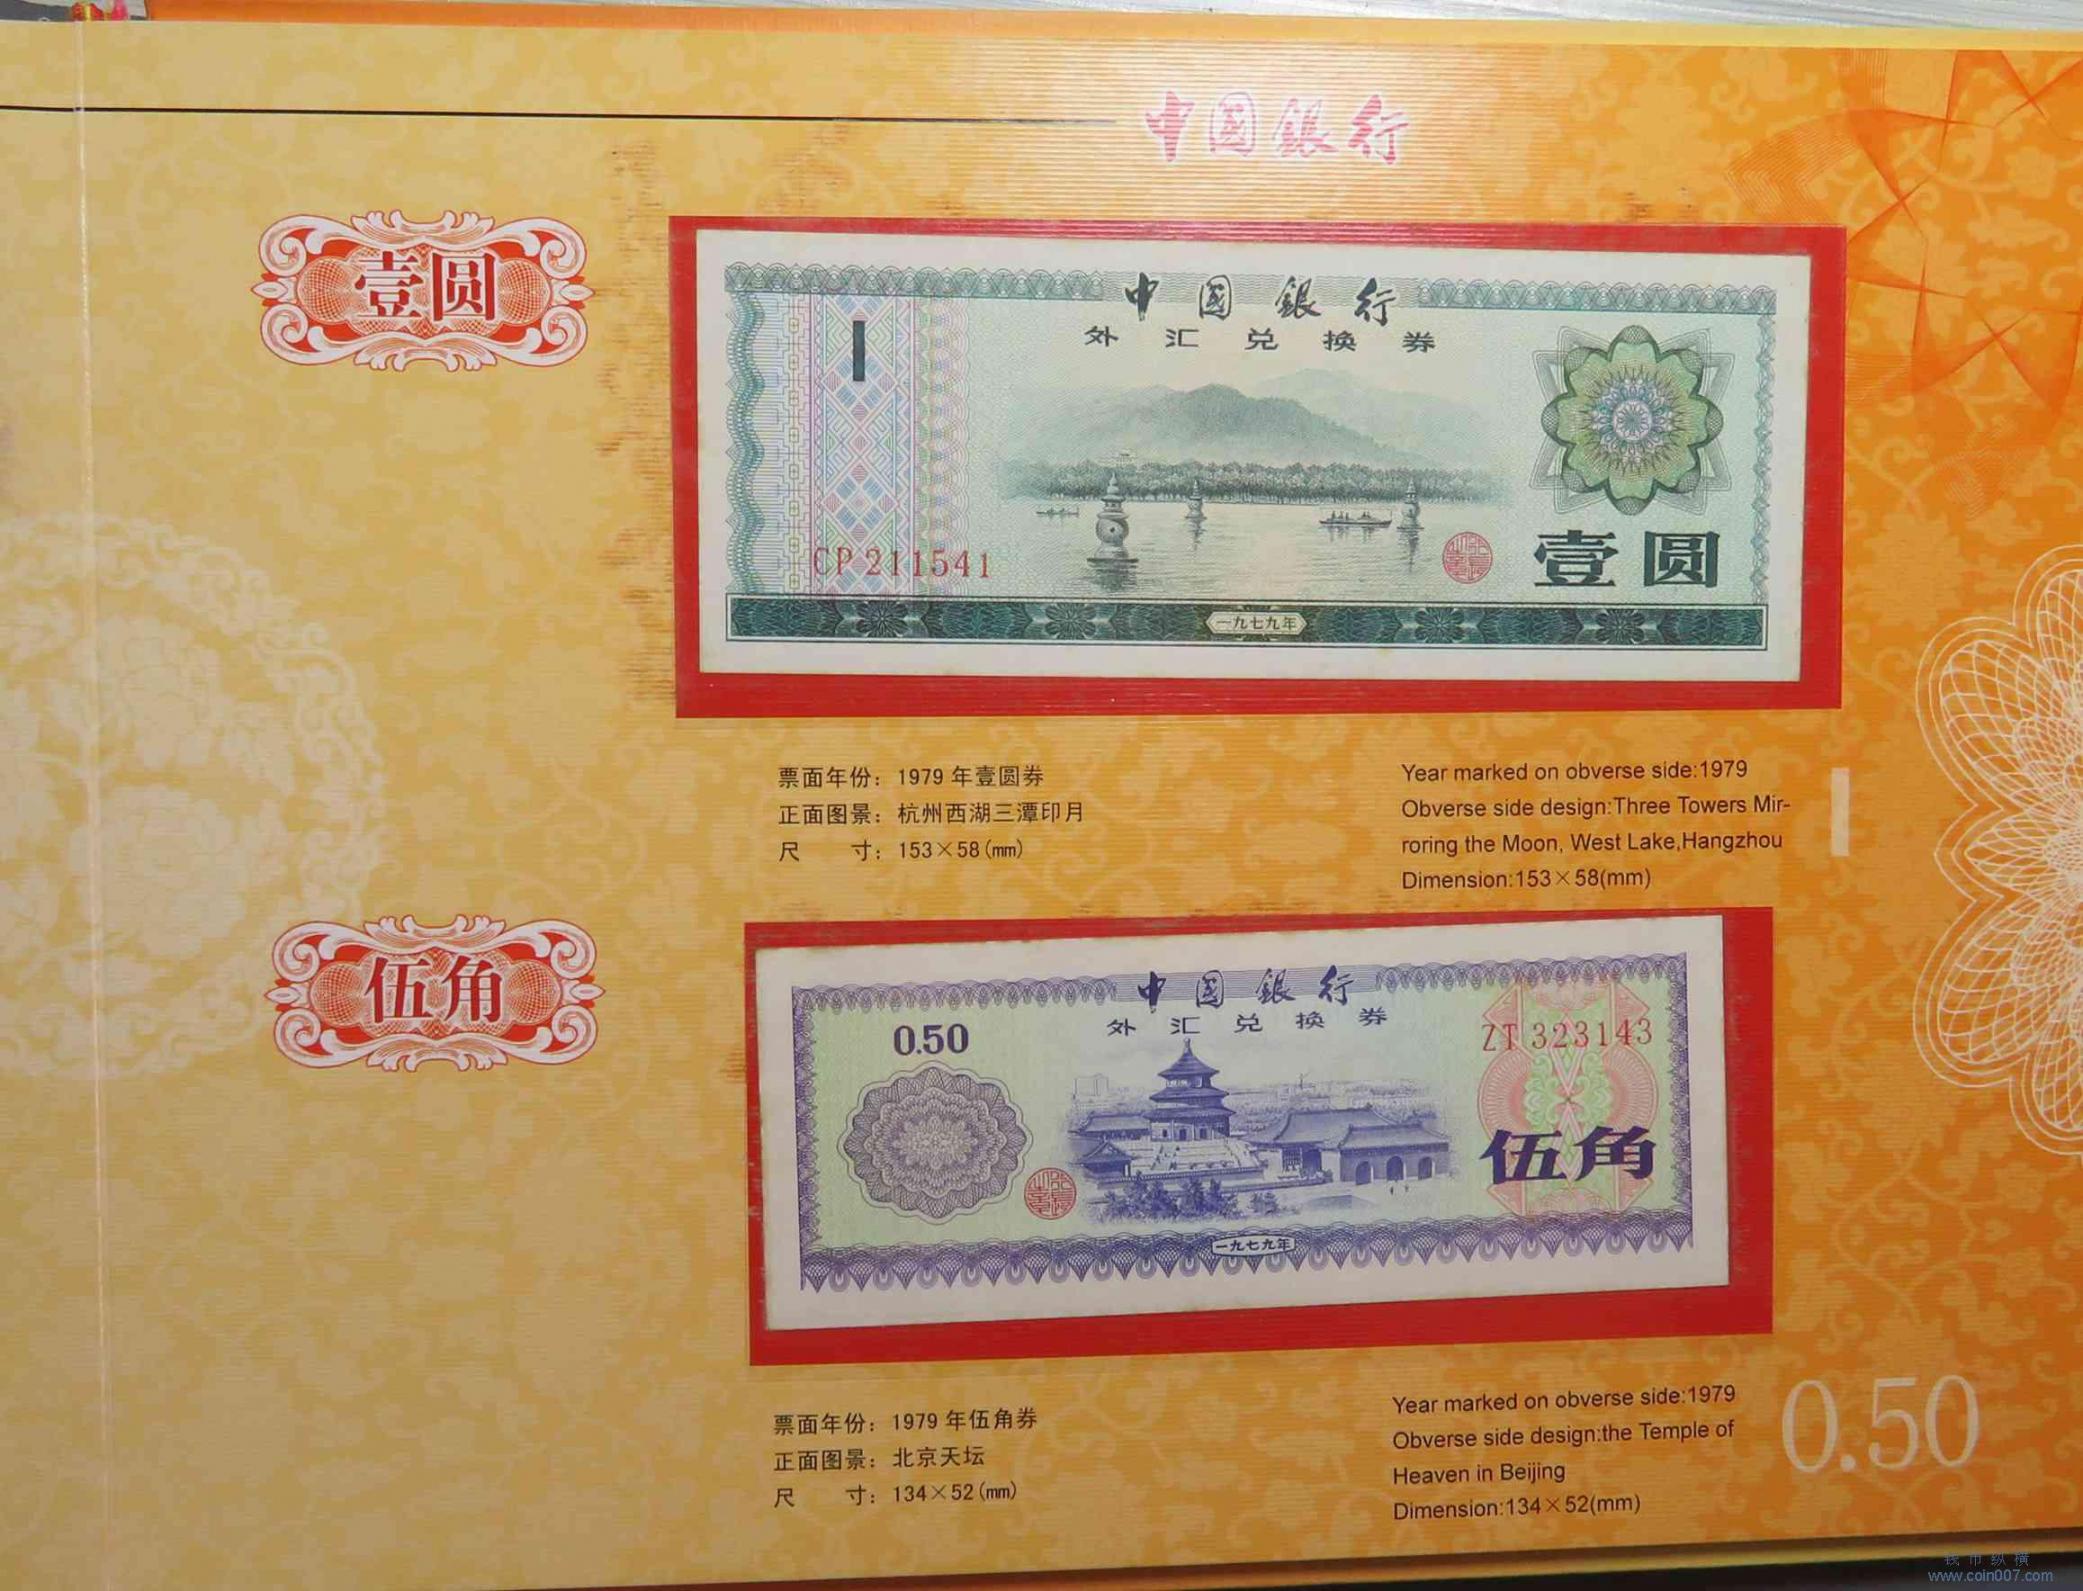 中國銀行
壹圆
中國銀行
外汇兑换券
1
CP 211541
壹圆
一九七九年
票面年份：1979 年壹圆券
正面图景：杭州西湖三潭印月
尺 寸：153×58(mm)
Year marked on obverse side:1979
Obverse side design:Three Towers Mir-
roring the Moon, West Lake,Hangzhou
Dimension:153×58(mm)
伍角
中國銀行
外汇兑换券
0.50
ZT 323143
伍角
一九七九年
票面年份：1979 年伍角券
正面图景：北京天坛
尺 寸：134×52(mm)
Year marked on obverse side:1979
Obverse side design:the Temple of
Heaven in Beijing
Dimension:134×52(mm)
0.50
钱币纵横
www.coin007.com